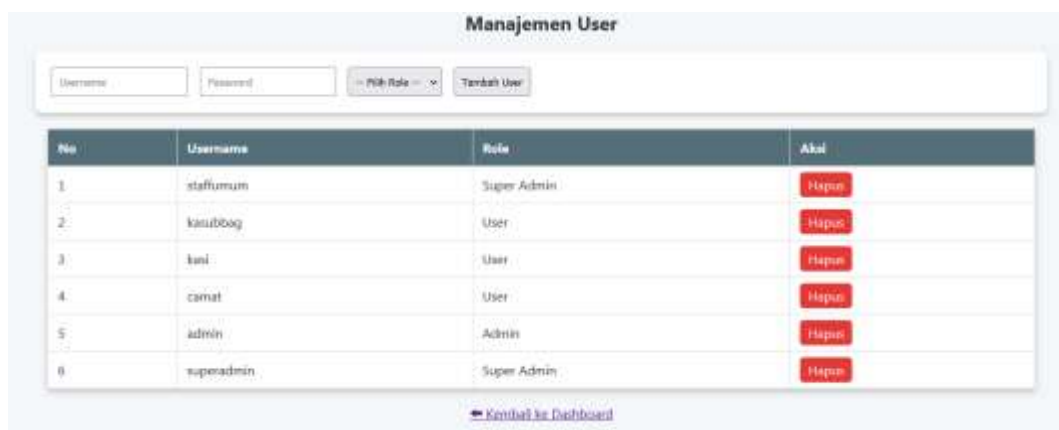 Manajemen User
Username Password -- Pilih Role -- Tambah User
No Username Role Aksi
1 staffumum Super Admin Hapus
2 kasubbag User Hapus
3 kasi User Hapus
4 camat User Hapus
5 admin Admin Hapus
6 superadmin Super Admin Hapus
⬅ Kembali ke Dashboard